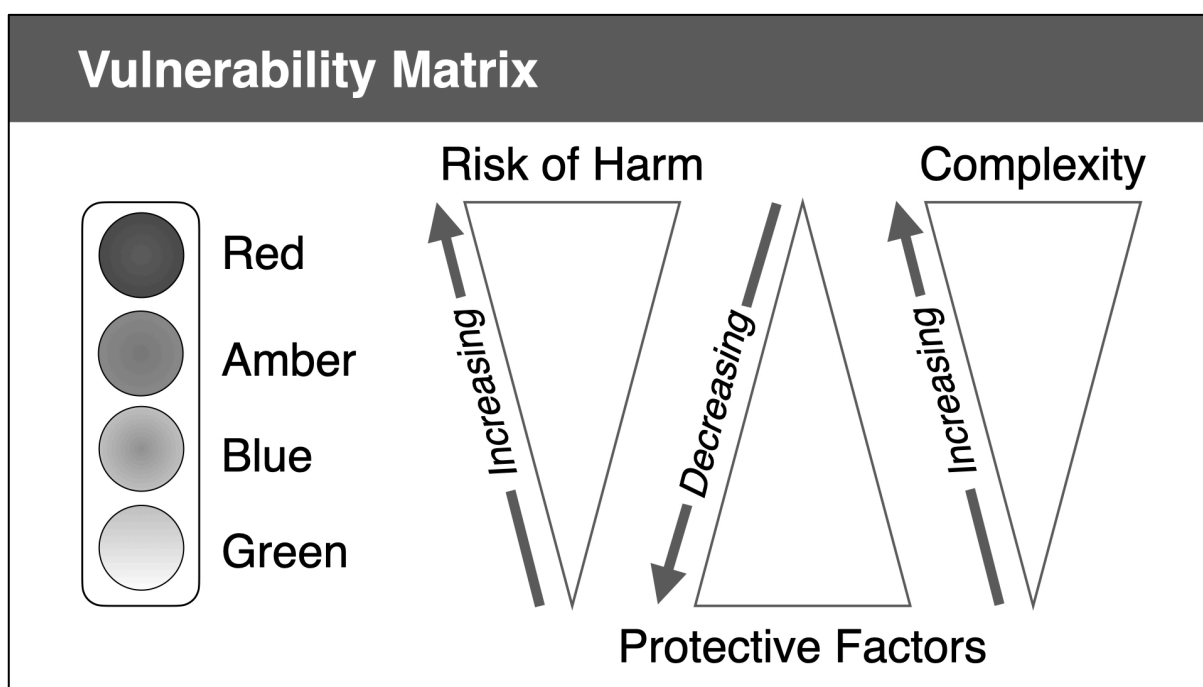 Vulnerability Matrix
Risk of Harm
Complexity
Red
Amber
Blue
Green
Increasing
Decreasing
Increasing
Protective Factors